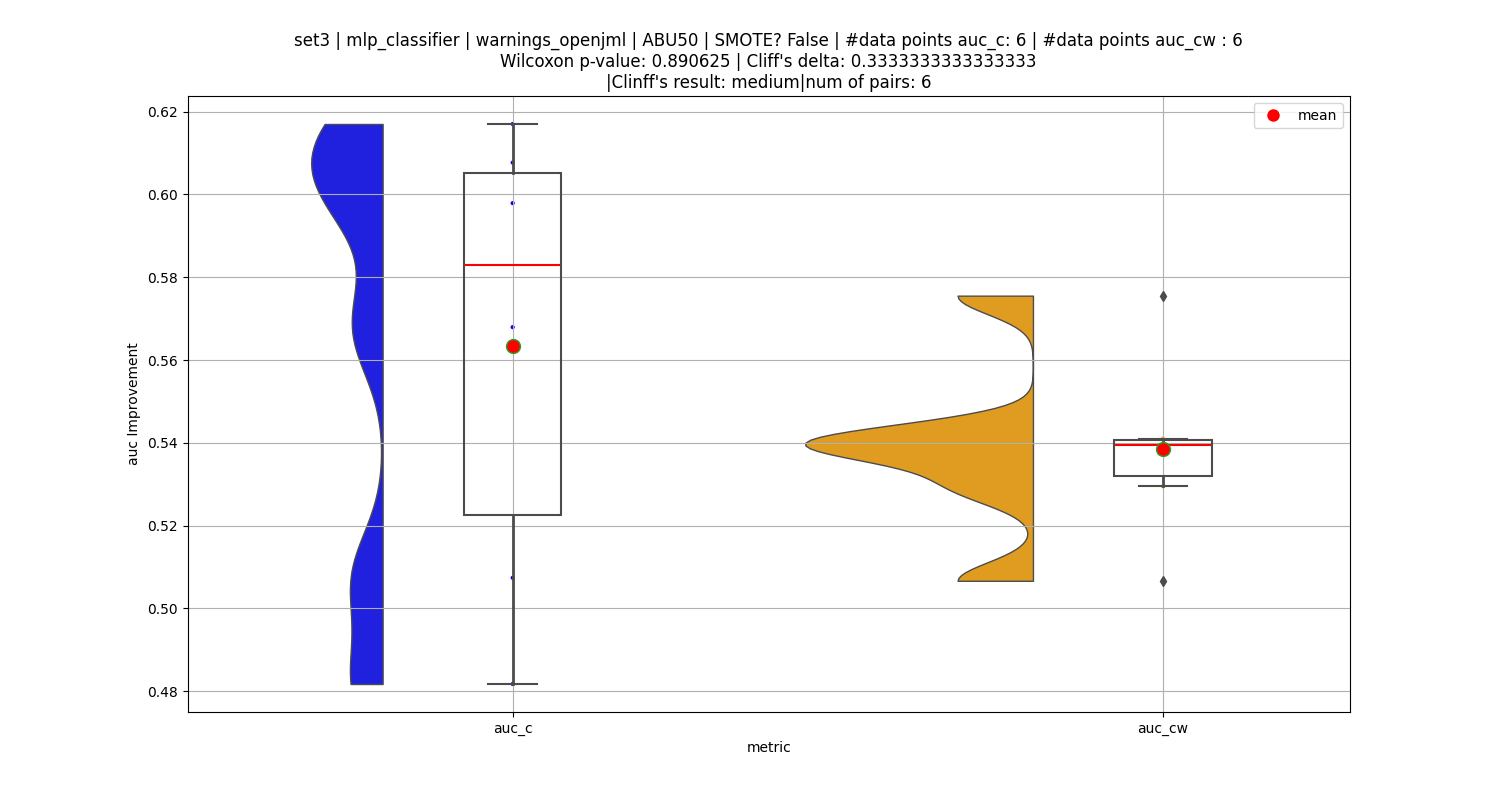 set3 | mlp_classifier | warnings_openjml | ABU50 | SMOTE? False | #data points auc_c: 6 | #data points auc_cw : 6
Wilcoxon p-value: 0.890625 | Cliff's delta: 0.3333333333333333
|Clinff's result: medium|num of pairs: 6
mean
0.62
0.60
0.58
0.56
0.54
0.52
0.50
0.48
auc Improvement
auc_c
auc_cw
metric